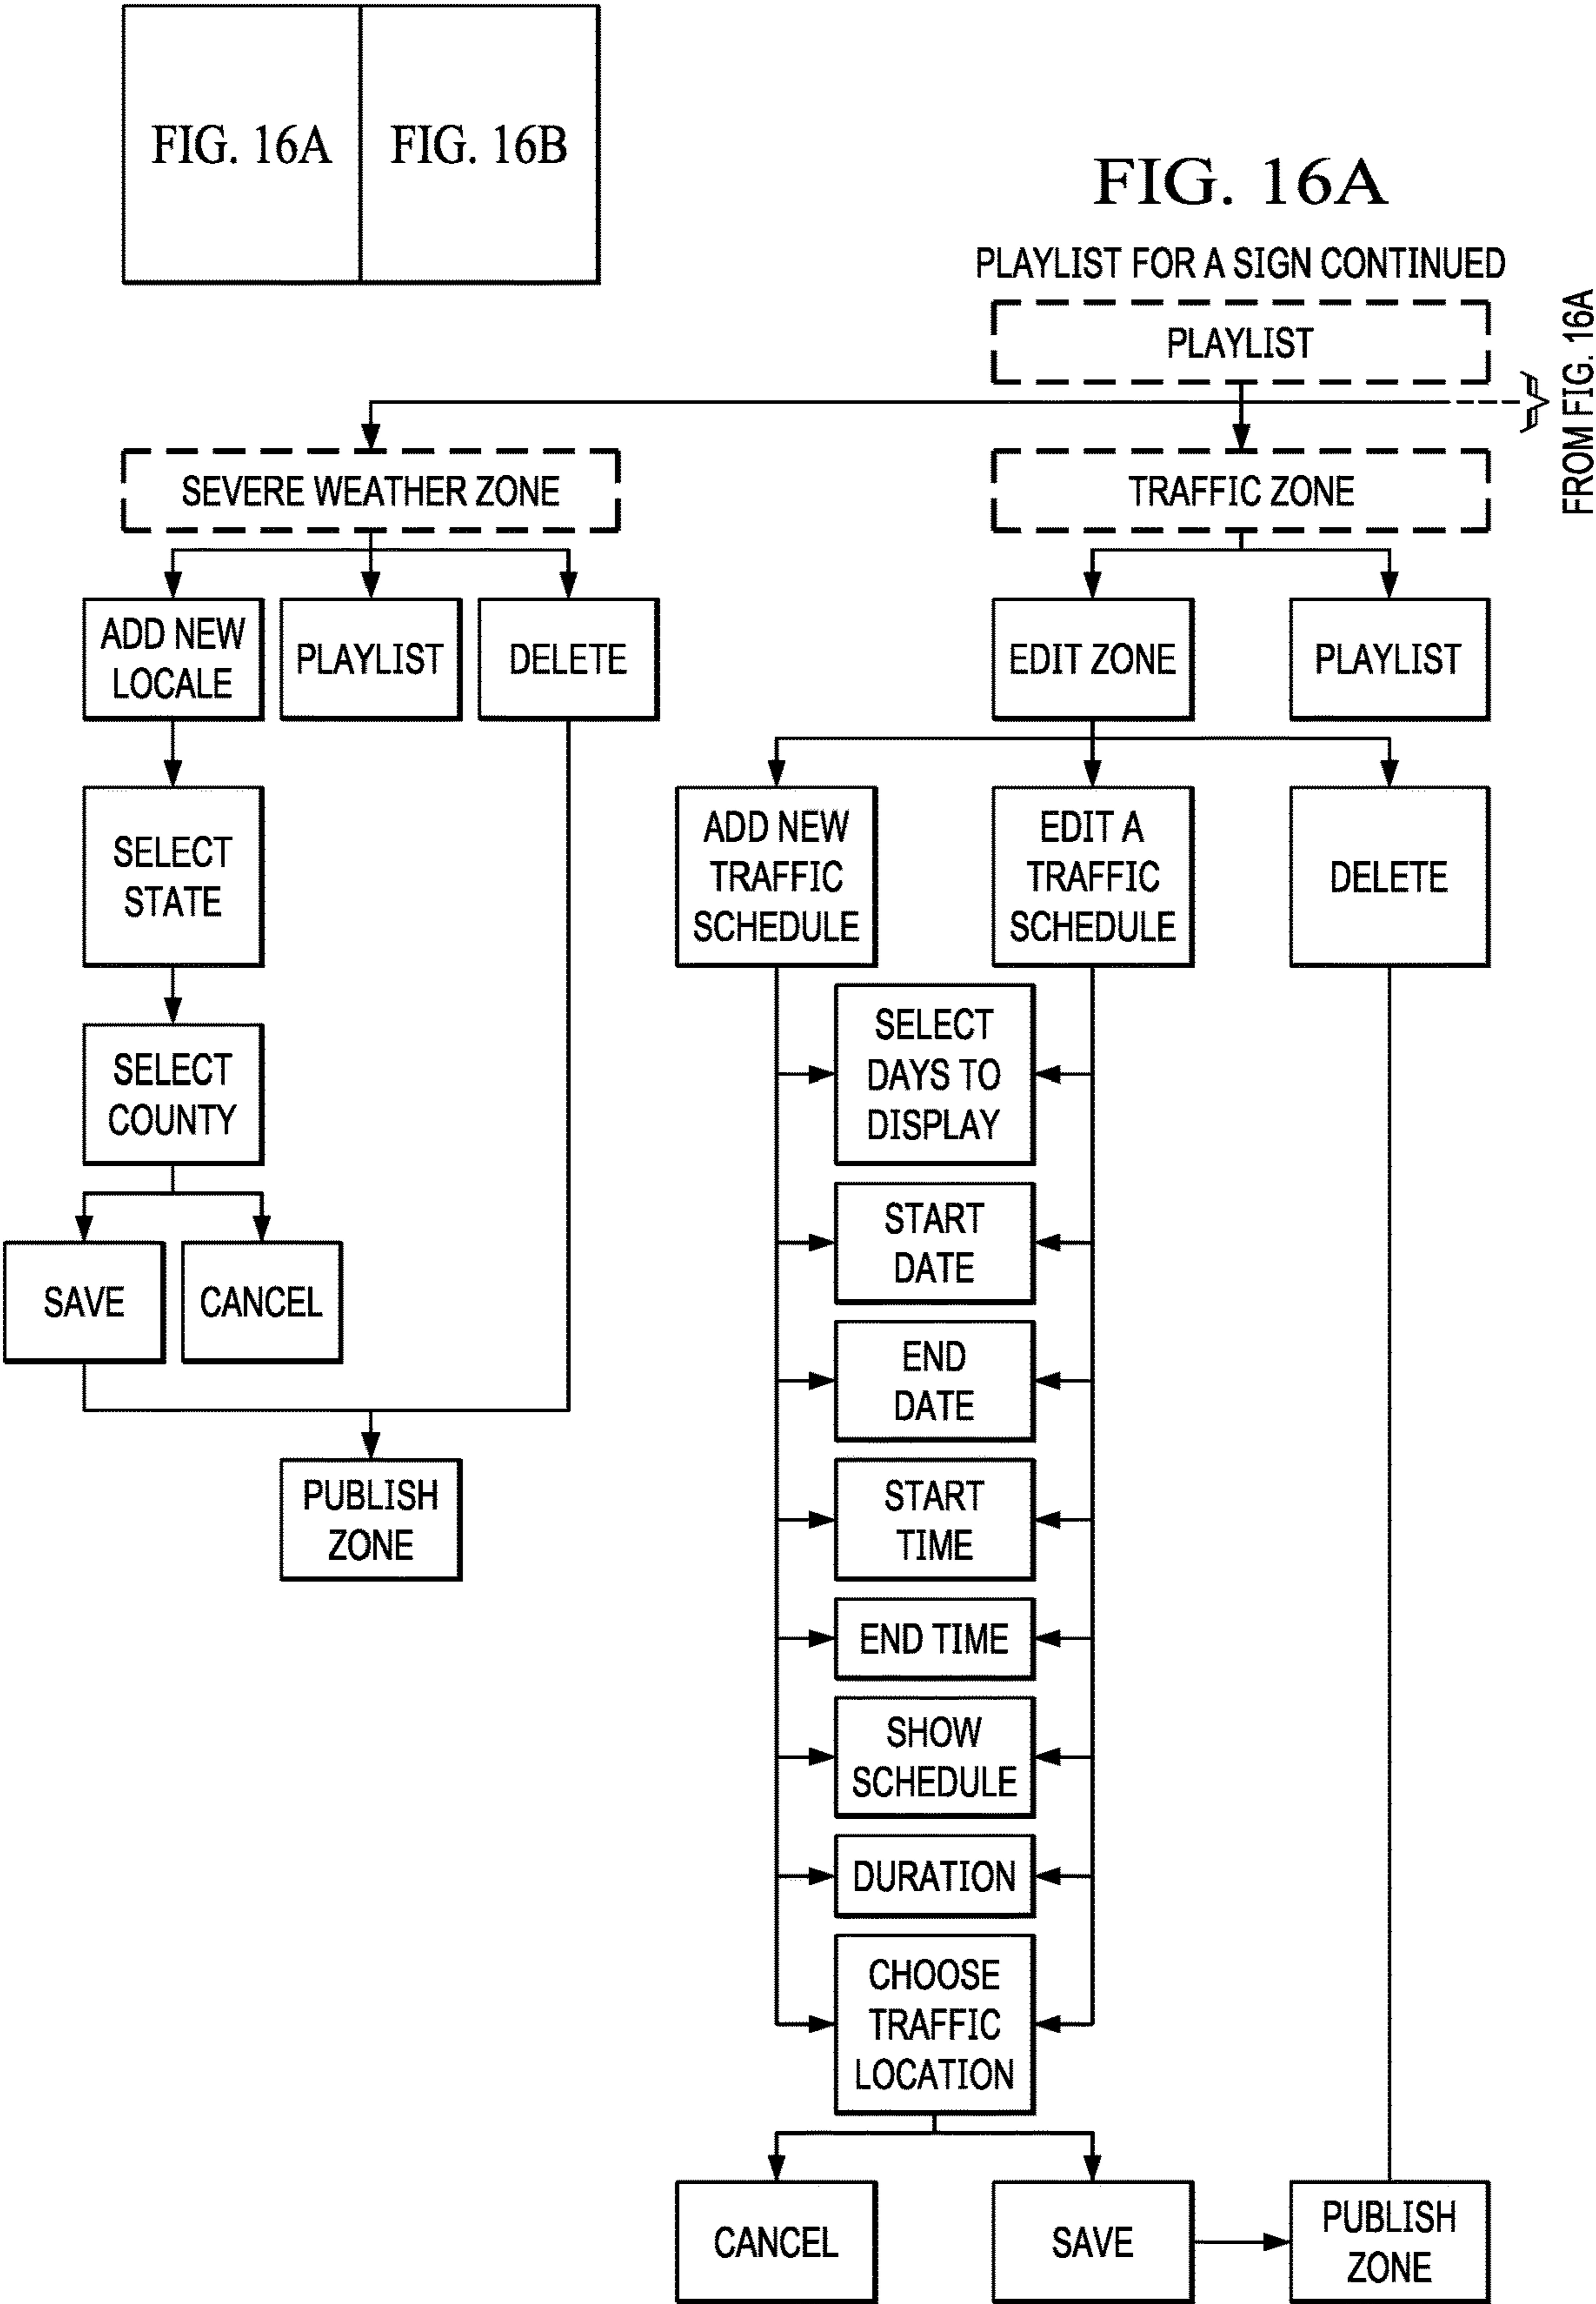 FIG. 16A
FIG. 16B
FIG. 16A
PLAYLIST FOR A SIGN CONTINUED
PLAYLIST
FROM FIG. 16A
SEVERE WEATHER ZONE
TRAFFIC ZONE
ADD NEW
LOCALE
PLAYLIST
DELETE
EDIT ZONE
PLAYLIST
SELECT
STATE
ADD NEW
TRAFFIC
SCHEDULE
EDIT A
TRAFFIC
SCHEDULE
DELETE
SELECT
COUNTY
SELECT
DAYS TO
DISPLAY
SAVE
CANCEL
START
DATE
END
DATE
PUBLISH
ZONE
START
TIME
END TIME
SHOW
SCHEDULE
DURATION
CHOOSE
TRAFFIC
LOCATION
CANCEL
SAVE
PUBLISH
ZONE